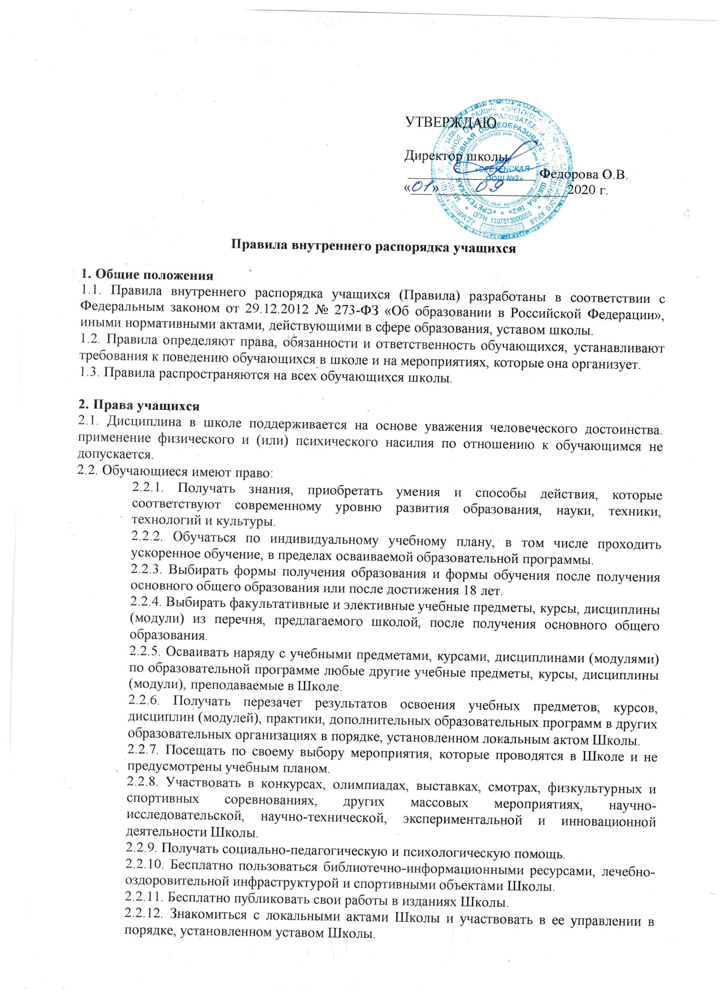 УТВЕРЖДАЮ
Директор школы
____________________ Федорова О.В.
«01» 09 2020 г.
МОУ
«СРЕТЕНСКАЯ
ООШ №2»
ОГРН 1107513000055
Правила внутреннего распорядка учащихся
1. Общие положения
1.1. Правила внутреннего распорядка учащихся (Правила) разработаны в соответствии с
Федеральным законом от 29.12.2012 № 273-ФЗ «Об образовании в Российской Федерации»,
иными нормативными актами, действующими в сфере образования, уставом школы.
1.2. Правила определяют права, обязанности и ответственность обучающихся, устанавливают
требования к поведению обучающихся в школе и на мероприятиях, которые она организует.
1.3. Правила распространяются на всех обучающихся школы.
2. Права учащихся
2.1. Дисциплина в школе поддерживается на основе уважения человеческого достоинства.
применение физического и (или) психического насилия по отношению к обучающимся не
допускается.
2.2. Обучающиеся имеют право:
2.2.1. Получать знания, приобретать умения и способы действия, которые
соответствуют современному уровню развития образования, науки, техники,
технологий и культуры.
2.2.2. Обучаться по индивидуальному учебному плану, в том числе проходить
ускоренное обучение, в пределах осваиваемой образовательной программы.
2.2.3. Выбирать формы получения образования и формы обучения после получения
основного общего образования или после достижения 18 лет.
2.2.4. Выбирать факультативные и элективные учебные предметы, курсы, дисциплины
(модули) из перечня, предлагаемого школой, после получения основного общего
образования.
2.2.5. Осваивать наряду с учебными предметами, курсами, дисциплинами (модулями)
по образовательной программе любые другие учебные предметы, курсы, дисциплины
(модули), преподаваемые в Школе.
2.2.6. Получать перезачет результатов освоения учебных предметов, курсов,
дисциплин (модулей), практики, дополнительных образовательных программ в других
образовательных организациях в порядке, установленном локальным актом Школы.
2.2.7. Посещать по своему выбору мероприятия, которые проводятся в Школе и не
предусмотрены учебным планом.
2.2.8. Участвовать в конкурсах, олимпиадах, выставках, смотрах, физкультурных и
спортивных соревнованиях, других массовых мероприятиях, научно-
исследовательской, научно-технической, экспериментальной и инновационной
деятельности Школы.
2.2.9. Получать социально-педагогическую и психологическую помощь.
2.2.10. Бесплатно пользоваться библиотечно-информационными ресурсами, лечебно-
оздоровительной инфраструктурой и спортивными объектами Школы.
2.2.11. Бесплатно публиковать свои работы в изданиях Школы.
2.2.12. Знакомиться с локальными актами Школы и участвовать в ее управлении в
порядке, установленном уставом Школы.